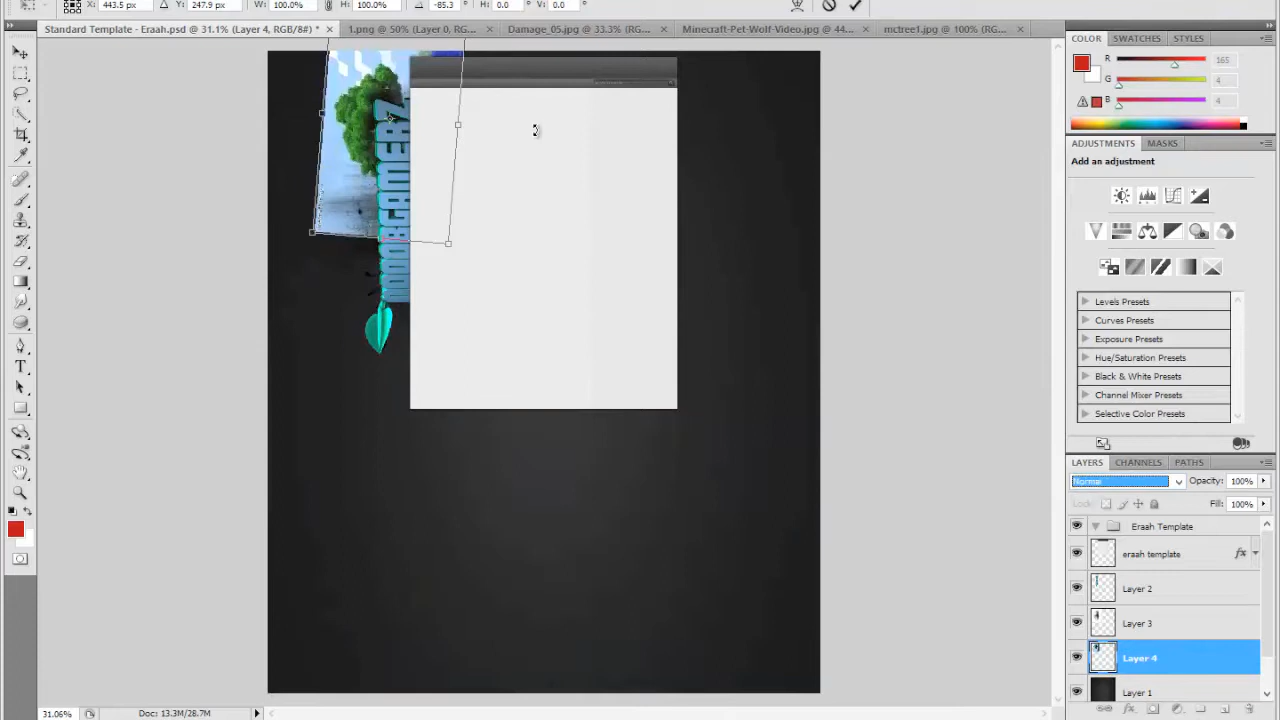 X: 443.5 px Y: 247.9 px W: 100.0% H: 100.0% -85.3 ° H: 0.0 ° V: 0.0 °
Standard Template - Eraah.psd @ 31.1% (Layer 4, RGB/8#) * × 1.png @ 50% (Layer 0, RG... × Damage_05.jpg @ 33.3% (RG... × Minecraft-Pet-Wolf-Video.jpg @ 44... × mctree1.jpg @ 100% (RGB... ×
COLOR SWATCHES STYLES
R 165
G 4
B 4
ADJUSTMENTS MASKS
Add an adjustment
Levels Presets
Curves Presets
Exposure Presets
Hue/Saturation Presets
Black & White Presets
Channel Mixer Presets
Selective Color Presets
NOOBGAMERZ
LAYERS CHANNELS PATHS
Normal Opacity: 100%
Lock: Fill: 100%
Eraah Template
eraah template fx
Layer 2
Layer 3
Layer 4
Layer 1
31.06% Doc: 13.3M/28.7M